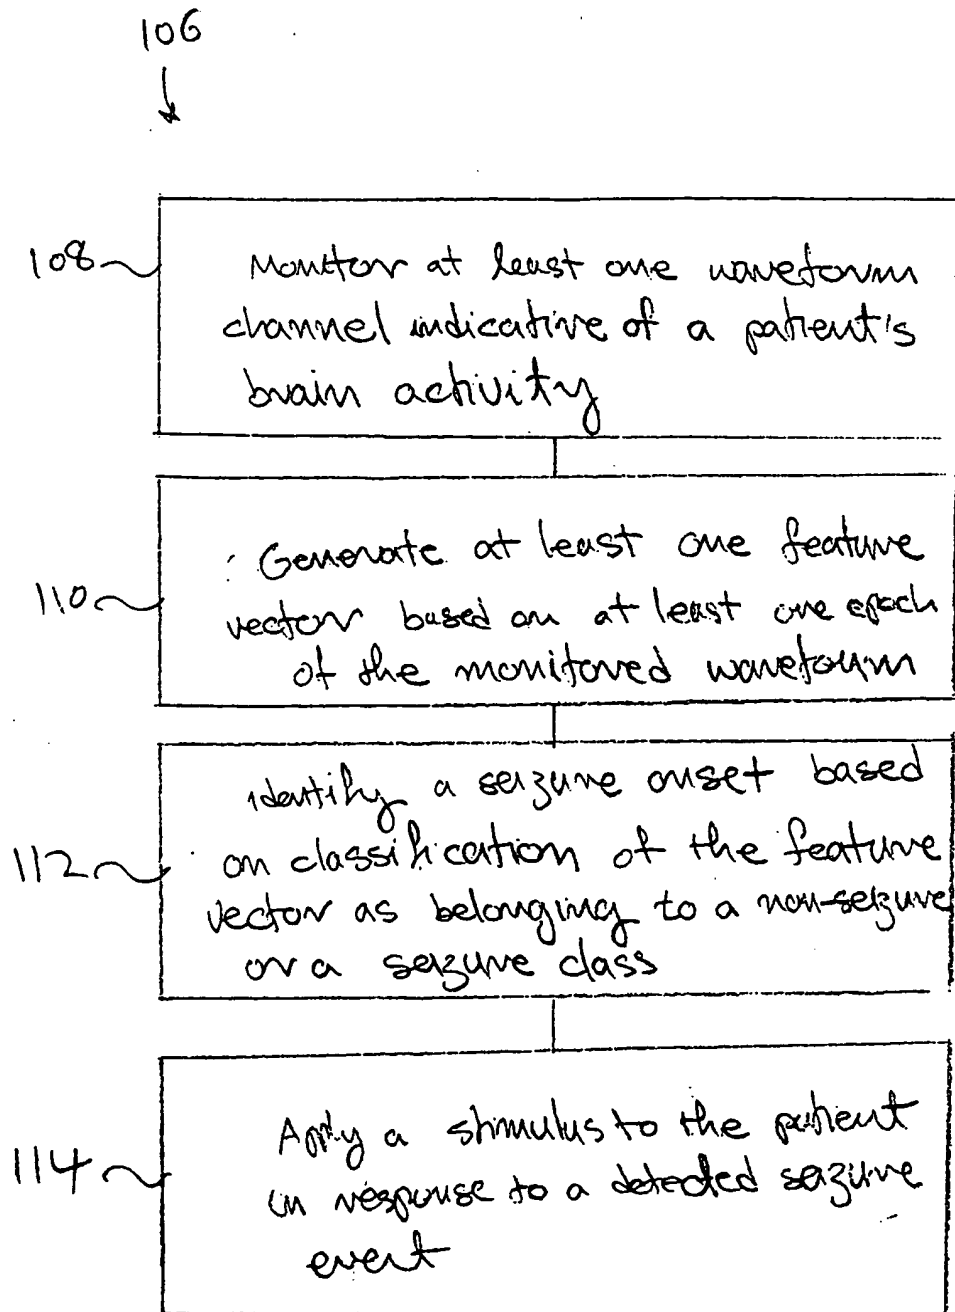 106
108 Monitor at least one waveform
channel indicative of a patient's
brain activity
Generate at least one feature
110 vector based on at least one epoch
of the monitored waveform
identify a seizure onset based
112 on classification of the feature
vector as belonging to a non-seizure
or a seizure class
Apply a stimulus to the patient
114 in response to a detected seizure
event